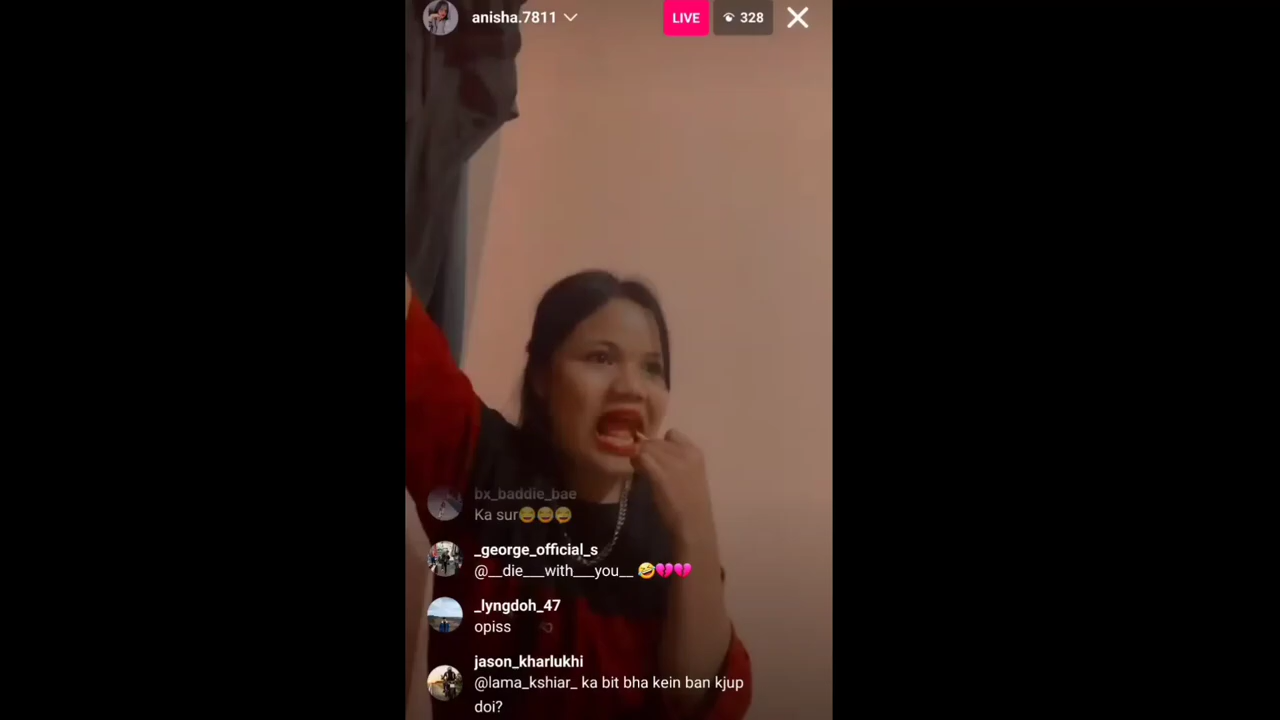 anisha.7811
LIVE
328
bx_baddie_bae
Ka sur😂😂🤣
_george_official_s
@__die___with___you__ 🤣💔💔
_lyngdoh_47
opiss
jason_kharlukhi
@lama_kshiar_ ka bit bha kein ban kjup
doi?